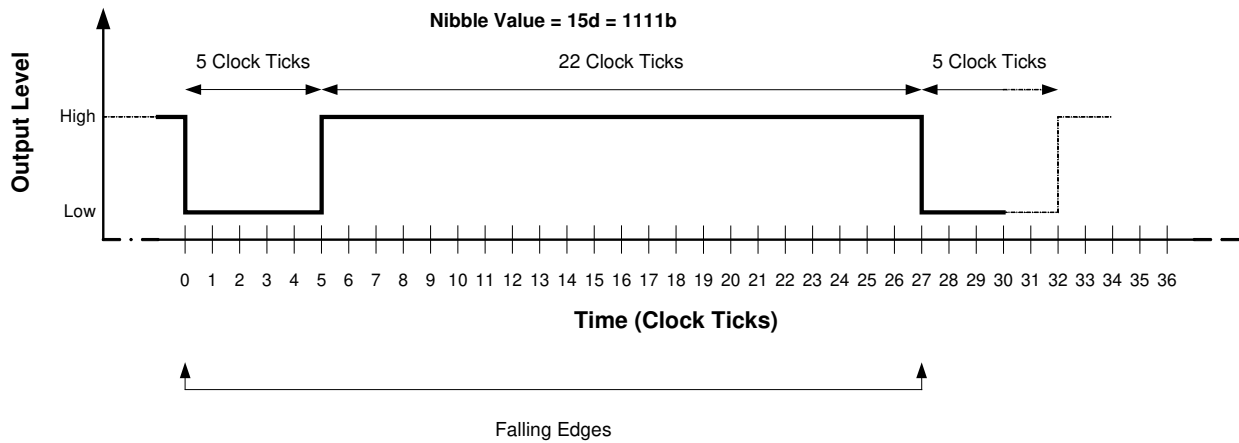 Nibble Value = 15d = 1111b
5 Clock Ticks 22 Clock Ticks 5 Clock Ticks
Output Level
High
Low
0 1 2 3 4 5 6 7 8 9 10 11 12 13 14 15 16 17 18 19 20 21 22 23 24 25 26 27 28 29 30 31 32 33 34 35 36
Time (Clock Ticks)
Falling Edges